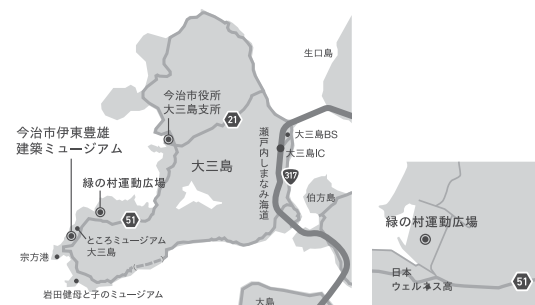 生口島
今治市役所
大三島支所
21
大三島BS
大三島IC
瀬戸内しまなみ海道
317
今治市伊東豊雄
建築ミュージアム
大三島
緑の村運動広場
51
伯方島
ところミュージアム
大三島
宗方港
岩田健母と子のミュージアム
大島
緑の村運動広場
日本
ウェルネス高
51